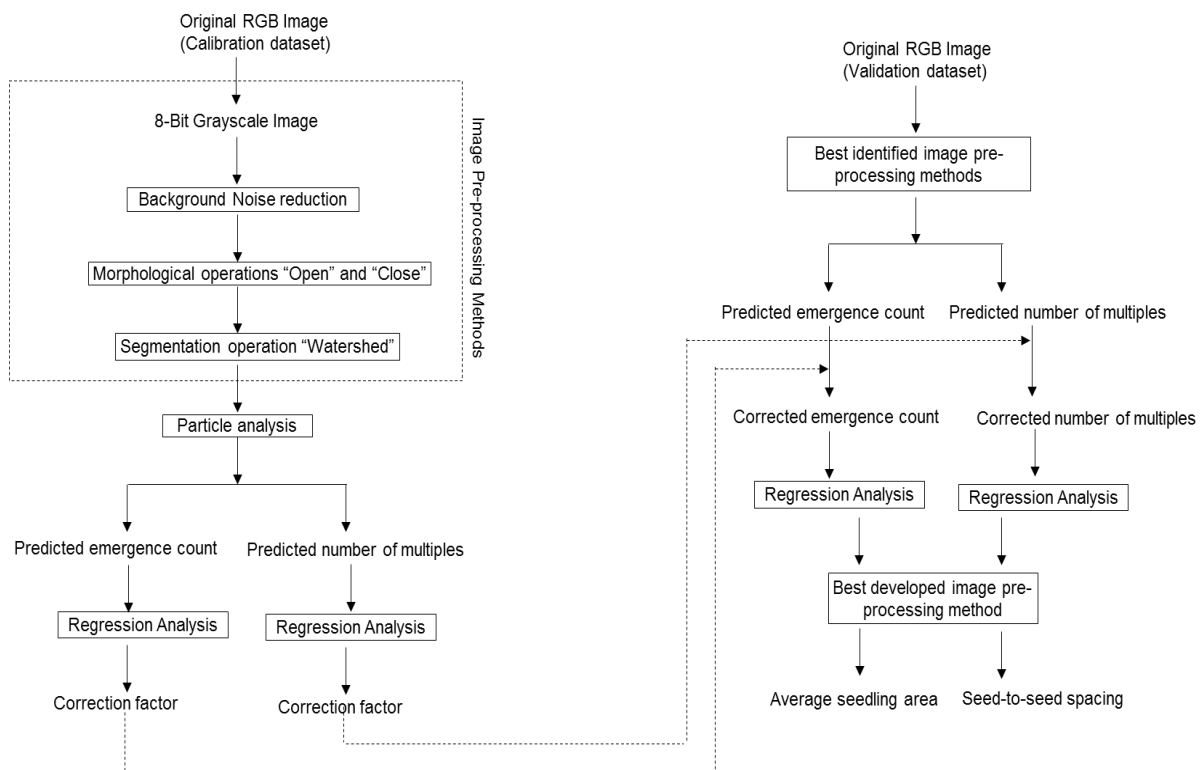 Original RGB Image
(Calibration dataset)
8-Bit Grayscale Image
Background Noise reduction
Morphological operations “Open” and “Close”
Segmentation operation “Watershed”
Image Pre-processing Methods
Particle analysis
Predicted emergence count
Predicted number of multiples
Regression Analysis
Regression Analysis
Correction factor
Correction factor
Original RGB Image
(Validation dataset)
Best identified image pre-
processing methods
Predicted emergence count
Predicted number of multiples
Corrected emergence count
Corrected number of multiples
Regression Analysis
Regression Analysis
Best developed image pre-
processing method
Average seedling area
Seed-to-seed spacing